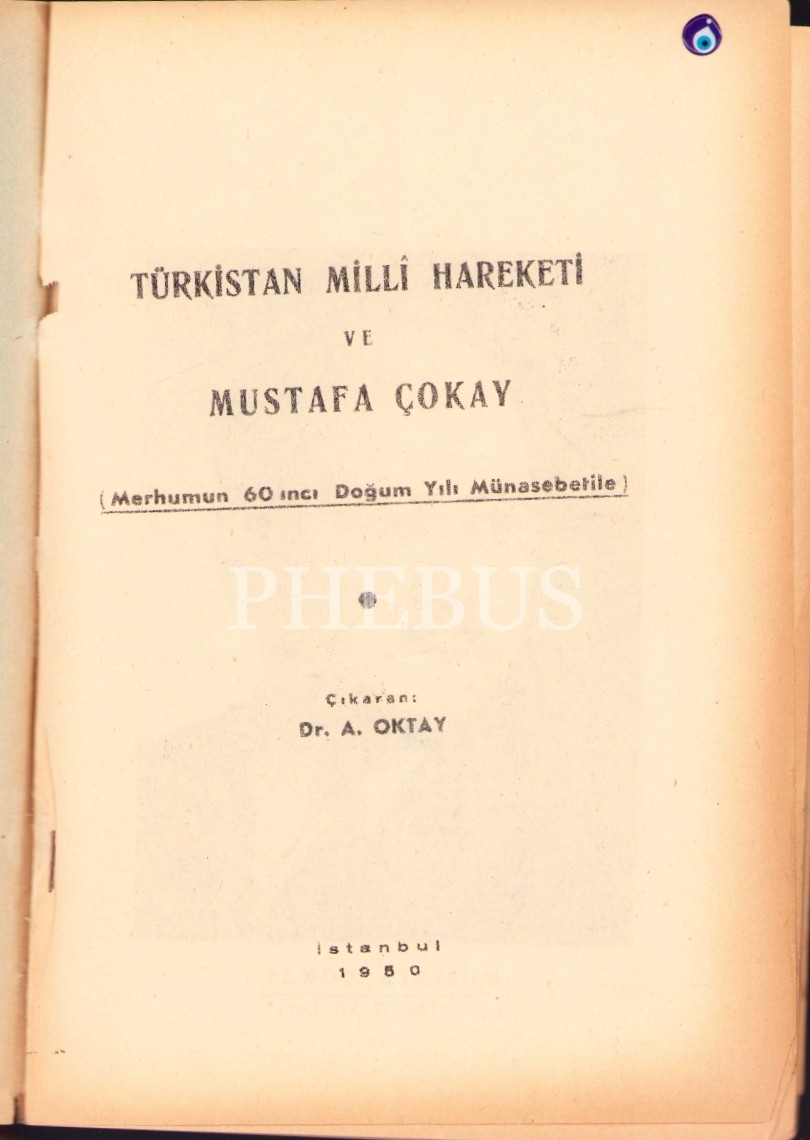 TÜRKİSTAN MİLLÎ HAREKETİ
VE
MUSTAFA ÇOKAY
(Merhumun 60 ıncı Doğum Yılı Münasebetile)
PHEBUS
Çıkaran:
Dr. A. OKTAY
İstanbul
1950